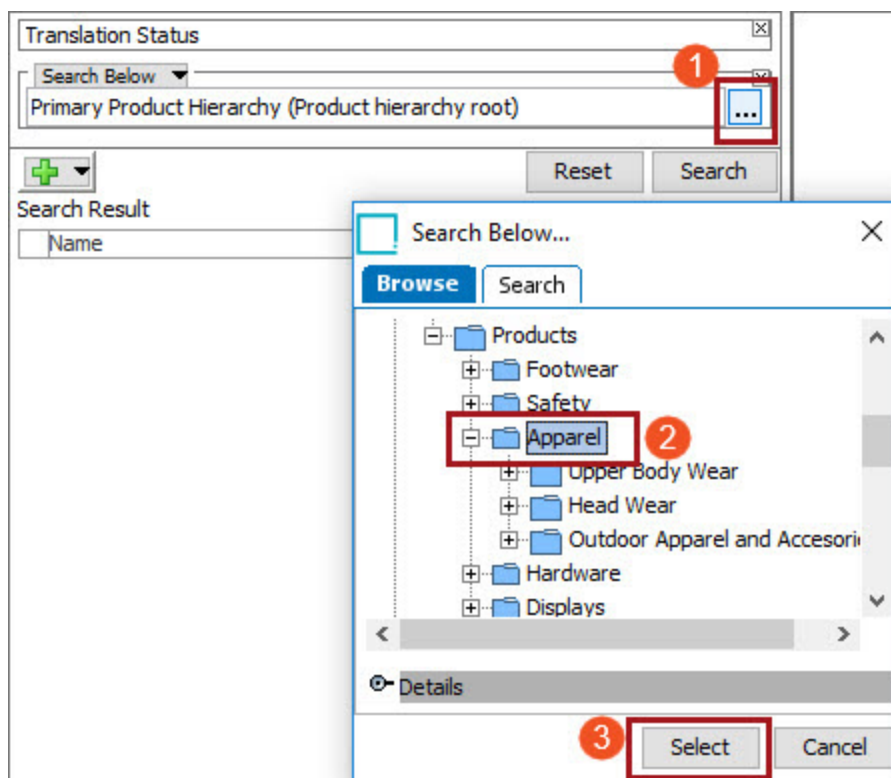 Translation Status
Search Below
1
Primary Product Hierarchy (Product hierarchy root)
...
Reset
Search
Search Result
Name
Search Below...
Browse
Search
Products
Footwear
Safety
Apparel
2
Upper Body Wear
Head Wear
Outdoor Apparel and Accesori
Hardware
Displays
Details
3
Select
Cancel